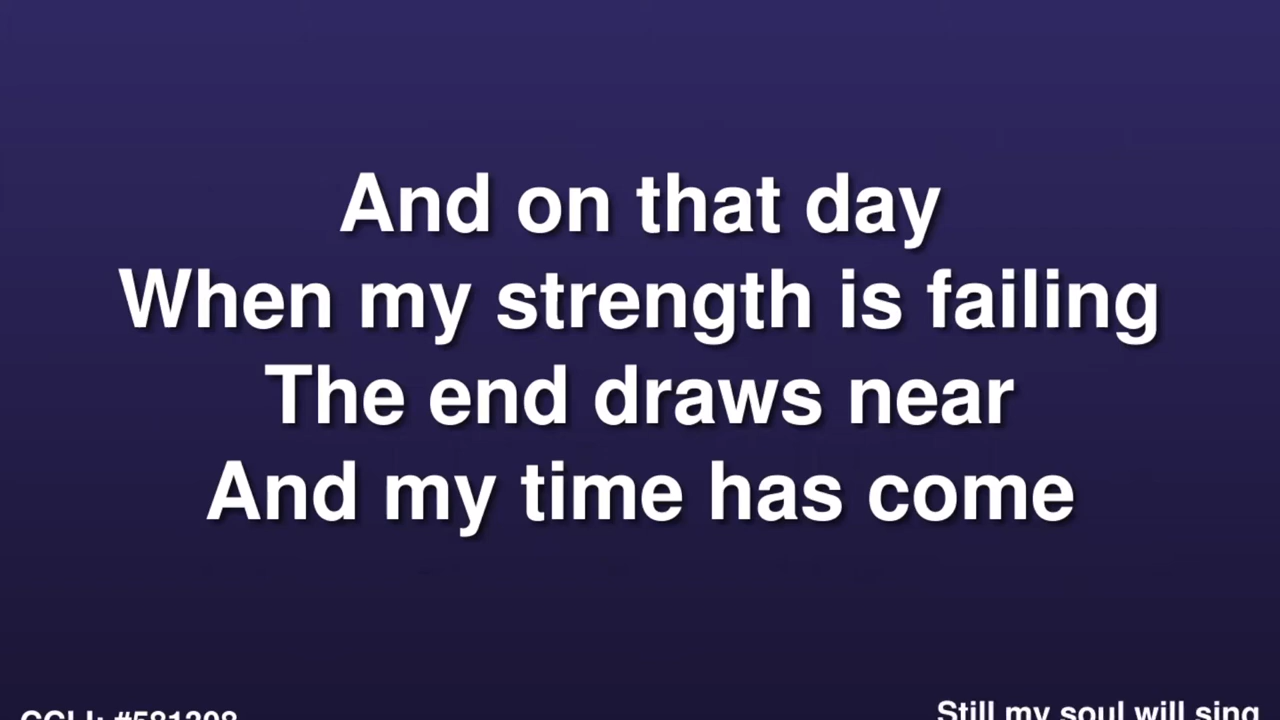 And on that day
When my strength is failing
The end draws near
And my time has come
Still my soul will sing
CCLI: #581208